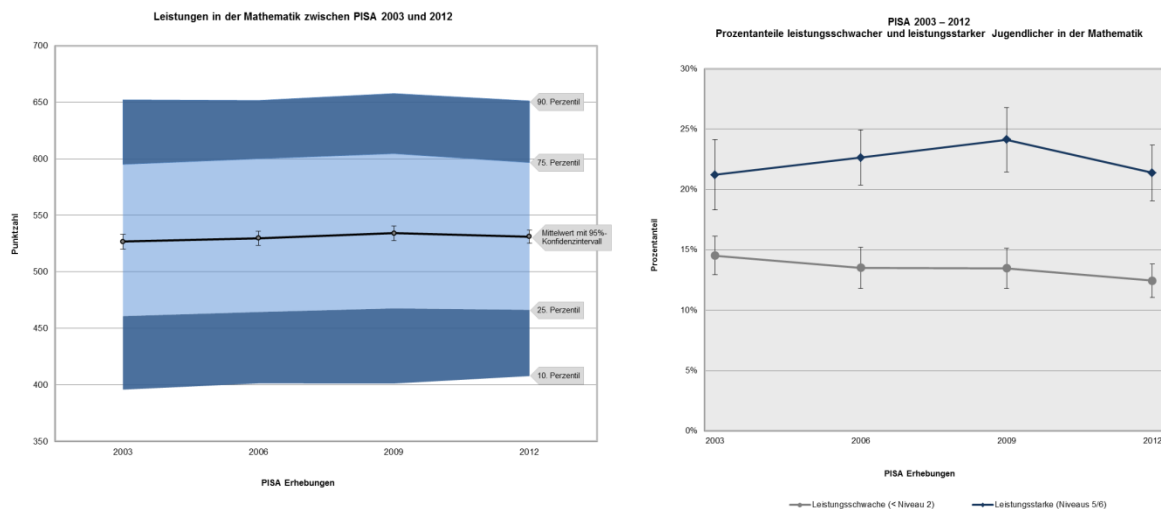 Leistungen in der Mathematik zwischen PISA 2003 und 2012
700
650
600
550
500
450
400
350
Punktzahl
90. Perzentil
75. Perzentil
Mittelwert mit 95%-
Konfidenzintervall
25. Perzentil
10. Perzentil
2003 2006 2009 2012
PISA Erhebungen
PISA 2003 – 2012
Prozentanteile leistungsschwacher und leistungsstarker Jugendlicher in der Mathematik
30%
25%
20%
15%
10%
5%
0%
Prozentanteil
2003 2006 2009 2012
PISA Erhebungen
Leistungsschwache (< Niveau 2) Leistungsstarke (Niveaus 5/6)